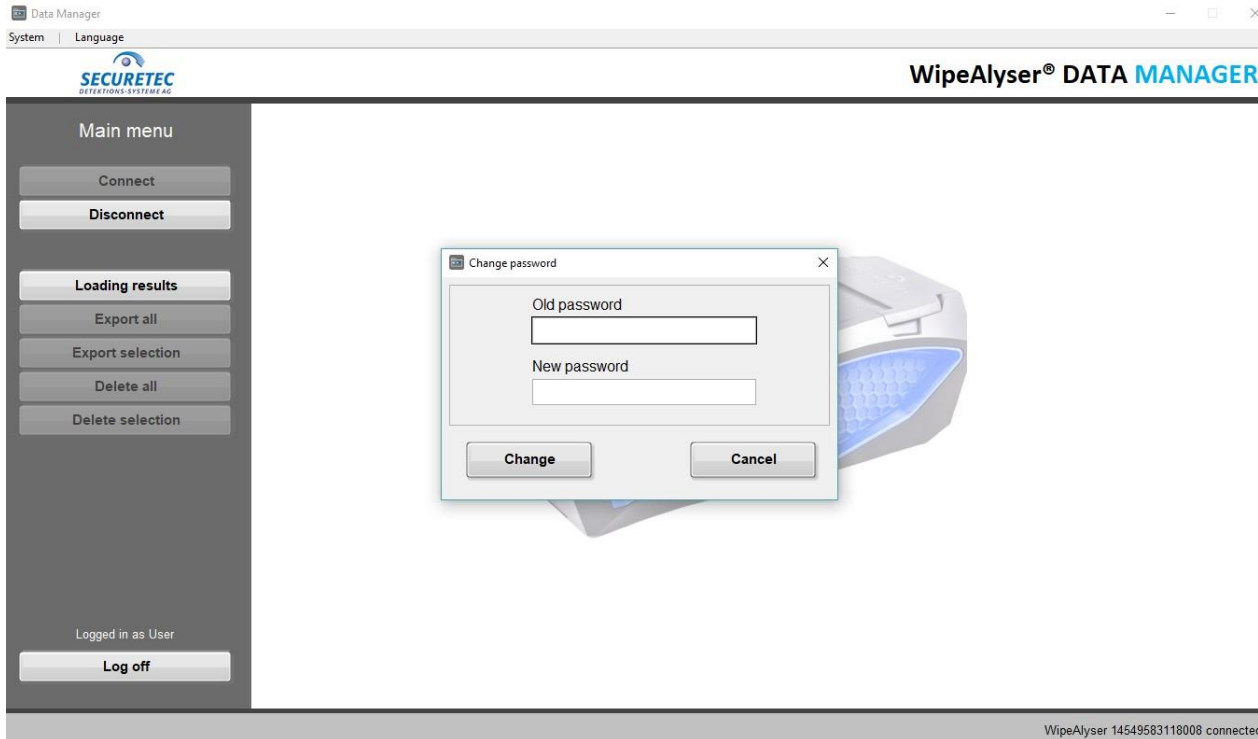 Data Manager
System | Language
SECURETEC
DETEKTIONS-SYSTEME AG
WipeAlyser® DATA MANAGER
Main menu
Connect
Disconnect
Loading results
Export all
Export selection
Delete all
Delete selection
Change password
Old password
New password
Change
Cancel
Logged in as User
Log off
WipeAlyser 14549583118008 connected